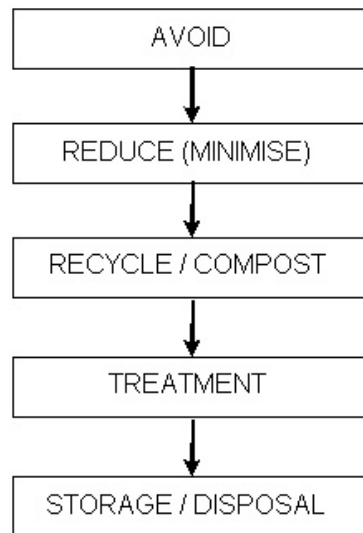 AVOID
REDUCE (MINIMISE)
RECYCLE / COMPOST
TREATMENT
STORAGE / DISPOSAL